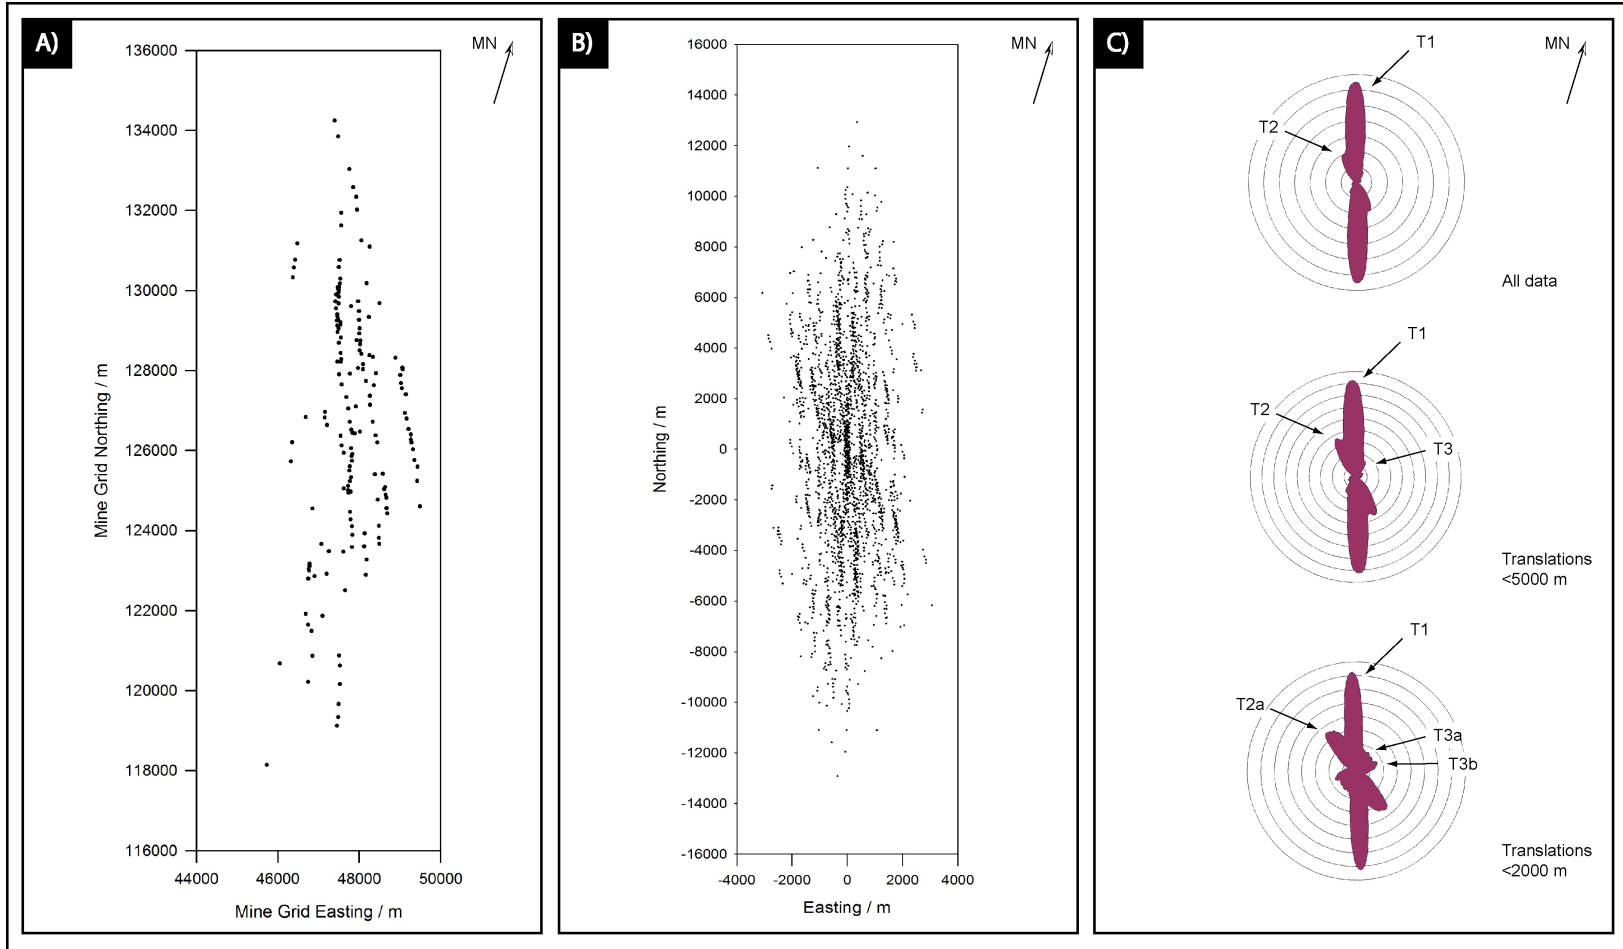 A)
MN
136000
134000
132000
130000
128000
126000
124000
122000
120000
118000
116000
44000 46000 48000 50000
Mine Grid Northing / m
Mine Grid Easting / m
B)
MN
16000
14000
12000
10000
8000
6000
4000
2000
0
-2000
-4000
-6000
-8000
-10000
-12000
-14000
-16000
-4000 -2000 0 2000 4000
Northing / m
Easting / m
C)
MN
T1
T2
All data
T1
T2
T3
Translations
<5000 m
T1
T2a
T3a
T3b
Translations
<2000 m